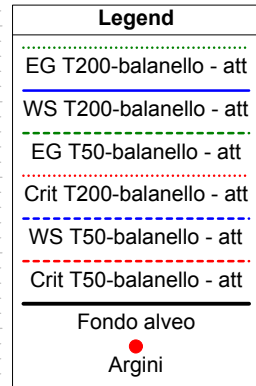 Legend
EG T200-balanello - att
WS T200-balanello - att
EG T50-balanello - att
Crit T200-balanello - att
WS T50-balanello - att
Crit T50-balanello - att
Fondo alveo
Argini